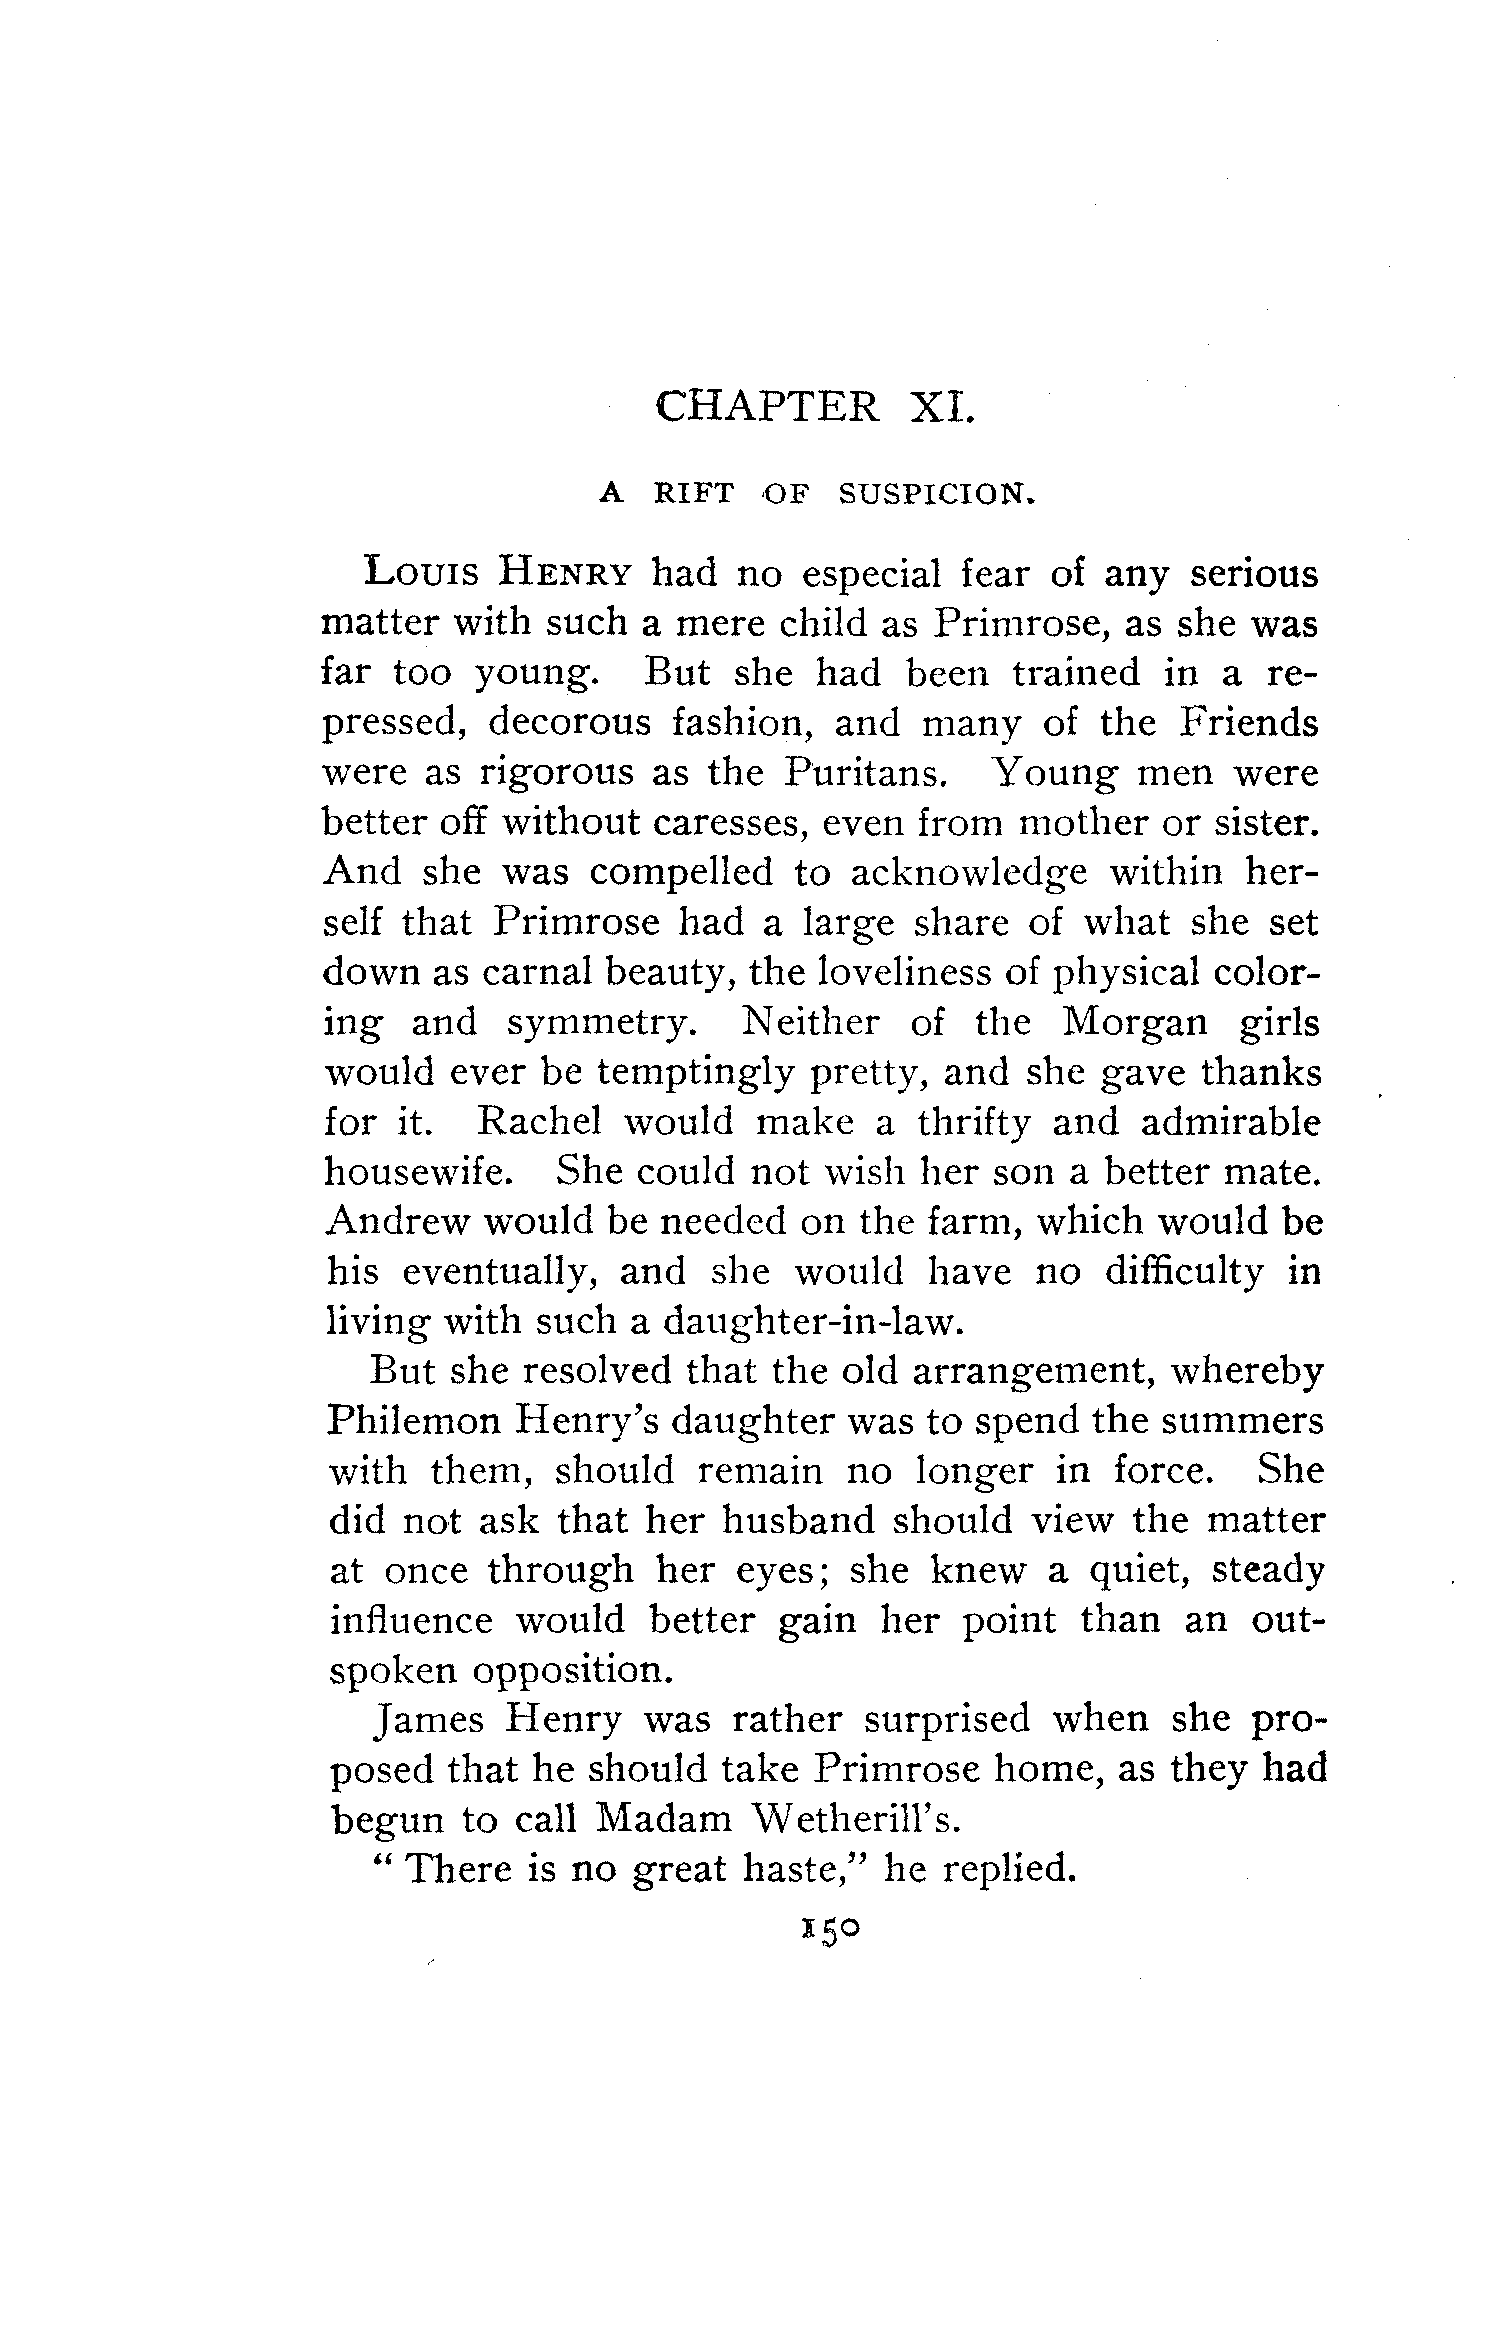 CHAPTER XI.
A RIFT OF SUSPICION.
LOUIS HENRY had no especial fear of any serious
matter with such a mere child as Primrose, as she was
far too young. But she had been trained in a re-
pressed, decorous fashion, and many of the Friends
were as rigorous as the Puritans. Young men were
better off without caresses, even from mother or sister.
And she was compelled to acknowledge within her-
self that Primrose had a large share of what she set
down as carnal beauty, the loveliness of physical color-
ing and symmetry. Neither of the Morgan girls
would ever be temptingly pretty, and she gave thanks
for it. Rachel would make a thrifty and admirable
housewife. She could not wish her son a better mate.
Andrew would be needed on the farm, which would be
his eventually, and she would have no difficulty in
living with such a daughter-in-law.
But she resolved that the old arrangement, whereby
Philemon Henry's daughter was to spend the summers
with them, should remain no longer in force. She
did not ask that her husband should view the matter
at once through her eyes; she knew a quiet, steady
influence would better gain her point than an out-
spoken opposition.
James Henry was rather surprised when she pro-
posed that he should take Primrose home, as they had
begun to call Madam Wetherill's.
"There is no great haste," he replied.
150